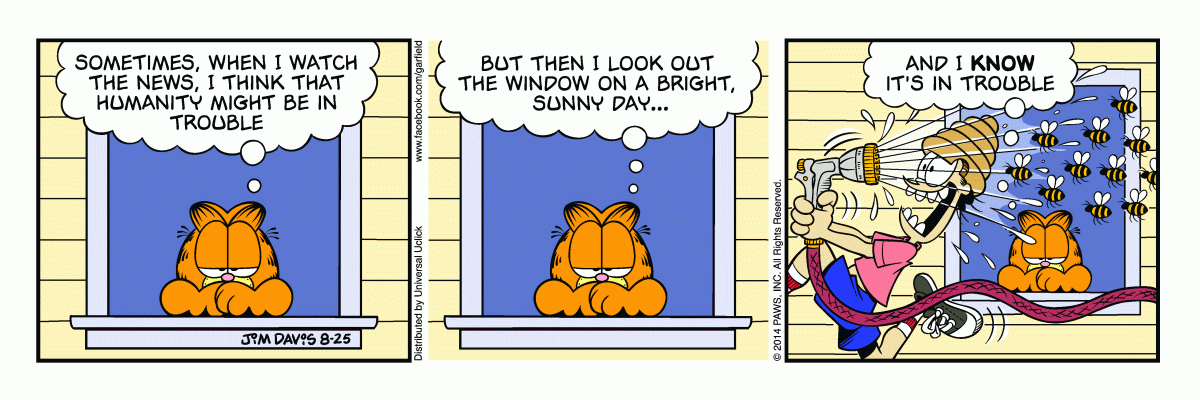 SOMETIMES, WHEN I WATCH
THE NEWS, I THINK THAT
HUMANITY MIGHT BE IN
TROUBLE
JIM DAVIS 8-25
www.facebook.com/garfield
Distributed by Universal Uclick
BUT THEN I LOOK OUT
THE WINDOW ON A BRIGHT,
SUNNY DAY...
© 2014 PAWS, INC. All Rights Reserved.
AND I KNOW
IT'S IN TROUBLE